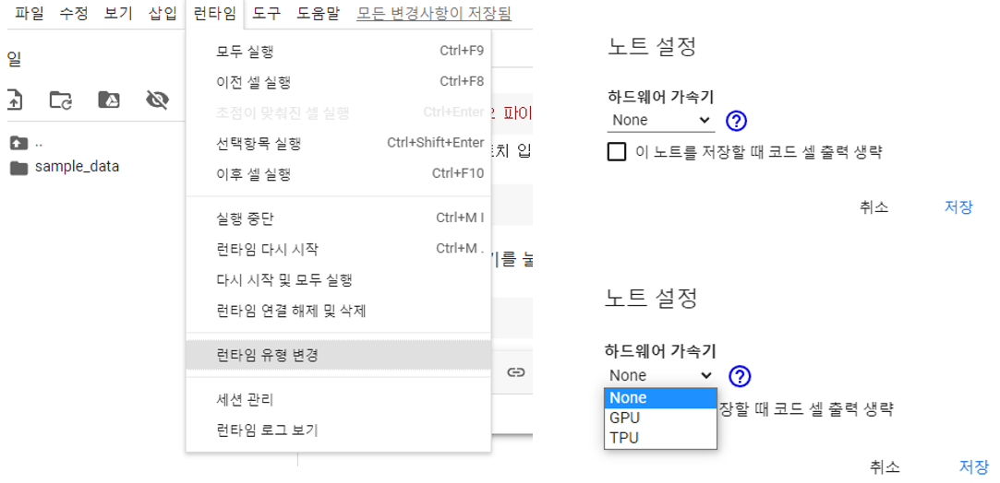 파일 수정 보기 삽입 런타임 도구 도움말 모든 변경사항이 저장됨
일
..
sample_data
모두 실행 Ctrl+F9
이전 셀 실행 Ctrl+F8
초점이 맞춰진 셀 실행 Ctrl+Enter
선택항목 실행 Ctrl+Shift+Enter
이후 셀 실행 Ctrl+F10
실행 중단 Ctrl+M I
런타임 다시 시작 Ctrl+M .
다시 시작 및 모두 실행
런타임 연결 해제 및 삭제
런타임 유형 변경
세션 관리
런타임 로그 보기
파이
치 입
기를 눌
노트 설정
하드웨어 가속기
None
이 노트를 저장할 때 코드 셀 출력 생략
취소 저장
노트 설정
하드웨어 가속기
None
None
GPU
TPU
장할 때 코드 셀 출력 생략
취소 저장